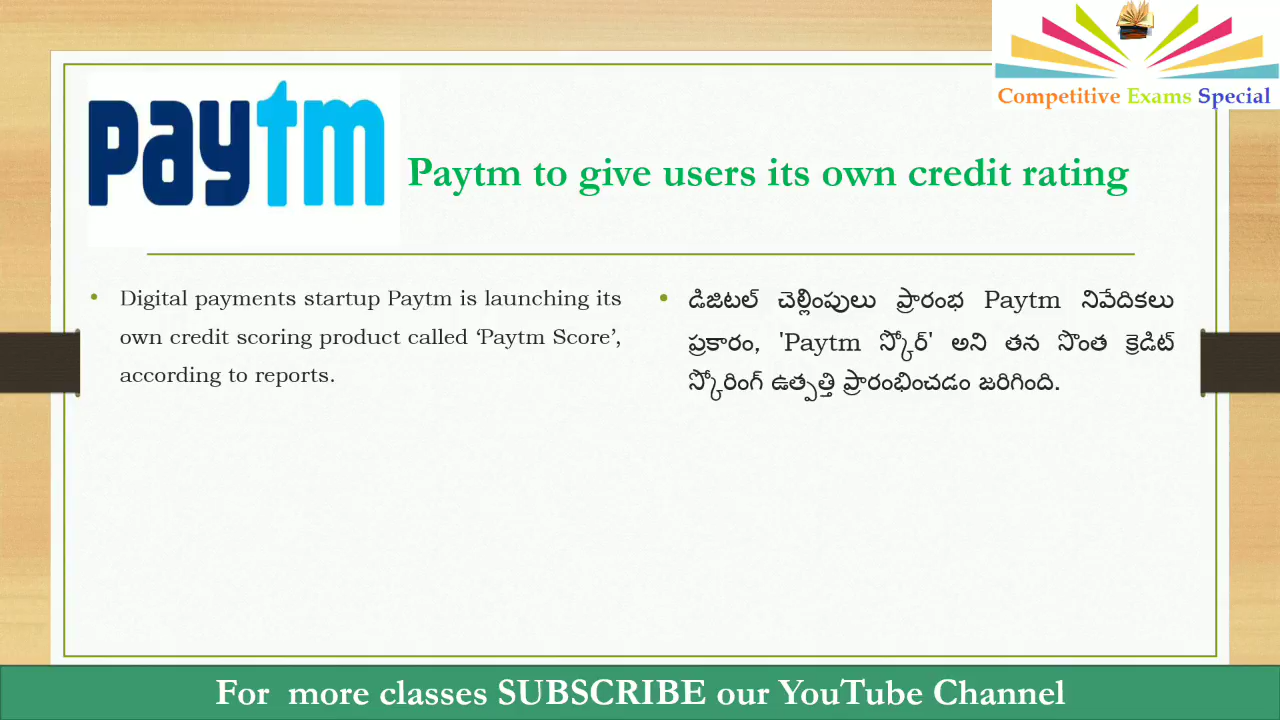 Competitive Exams Special
paytm
Paytm to give users its own credit rating
• Digital payments startup Paytm is launching its
own credit scoring product called ‘Paytm Score’,
according to reports.
• డిజిటల్ చెల్లింపులు ప్రారంభ Paytm నివేదికలు
ప్రకారం, 'Paytm స్కోర్' అని తన సొంత క్రెడిట్
స్కోరింగ్ ఉత్పత్తి ప్రారంభించడం జరిగింది.
For more classes SUBSCRIBE our YouTube Channel